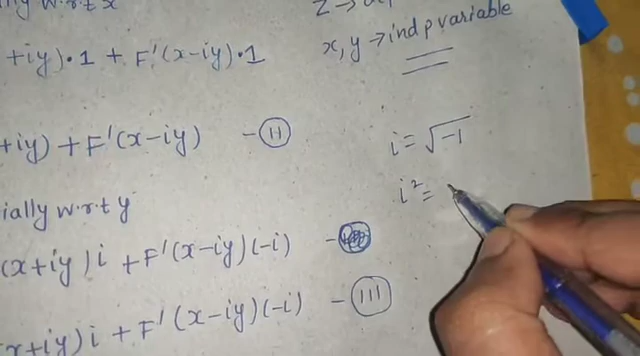 w.r.t x
x, y → indp variable
+iy)·1 + F'(x-iy)·1
+iy) + F'(x-iy) - II
i = √-1
i² =
ially w.r.t y
(x+iy) i + F'(x-iy) (-i) -
x+iy) i + F'(x-iy) (-i) - III